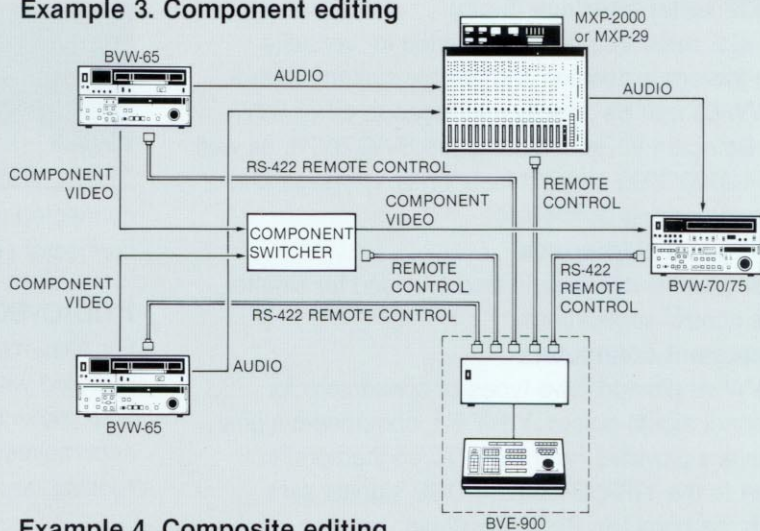 Example 3. Component editing
MXP-2000
or MXP-29
BVW-65
AUDIO
AUDIO
RS-422 REMOTE CONTROL
COMPONENT
VIDEO
COMPONENT
VIDEO
REMOTE
CONTROL
COMPONENT
SWITCHER
BVW-70/75
REMOTE
CONTROL
RS-422
REMOTE
CONTROL
COMPONENT
VIDEO
RS-422 REMOTE CONTROL
AUDIO
BVW-65
BVE-900
Example 4. Composite editing